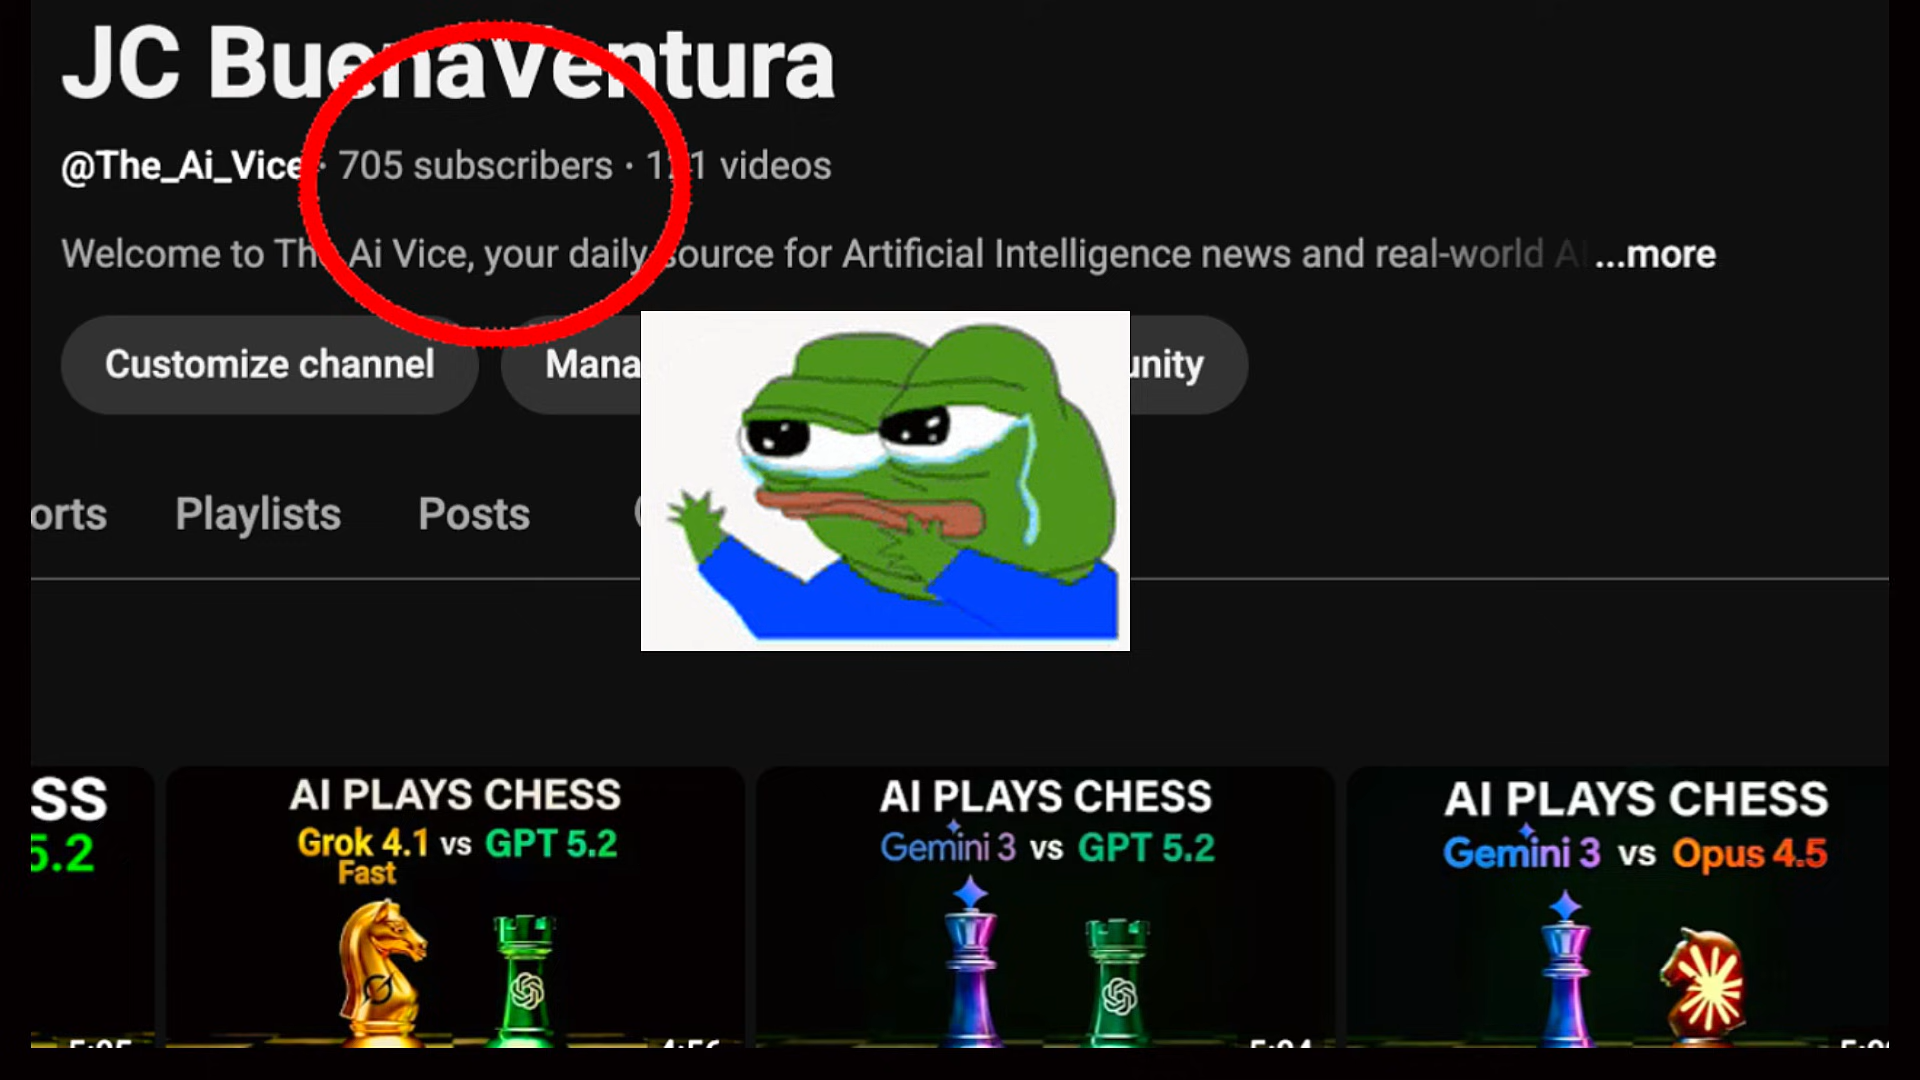 JC BuenaVentura
@The_Ai_Vice · 705 subscribers · 121 videos
Welcome to The Ai Vice, your daily source for Artificial Intelligence news and real-world AI ...more
Customize channel
Mana
unity
orts
Playlists
Posts
SS
5.2
AI PLAYS CHESS
Grok 4.1 vs GPT 5.2
Fast
AI PLAYS CHESS
Gemini 3 vs GPT 5.2
AI PLAYS CHESS
Gemini 3 vs Opus 4.5